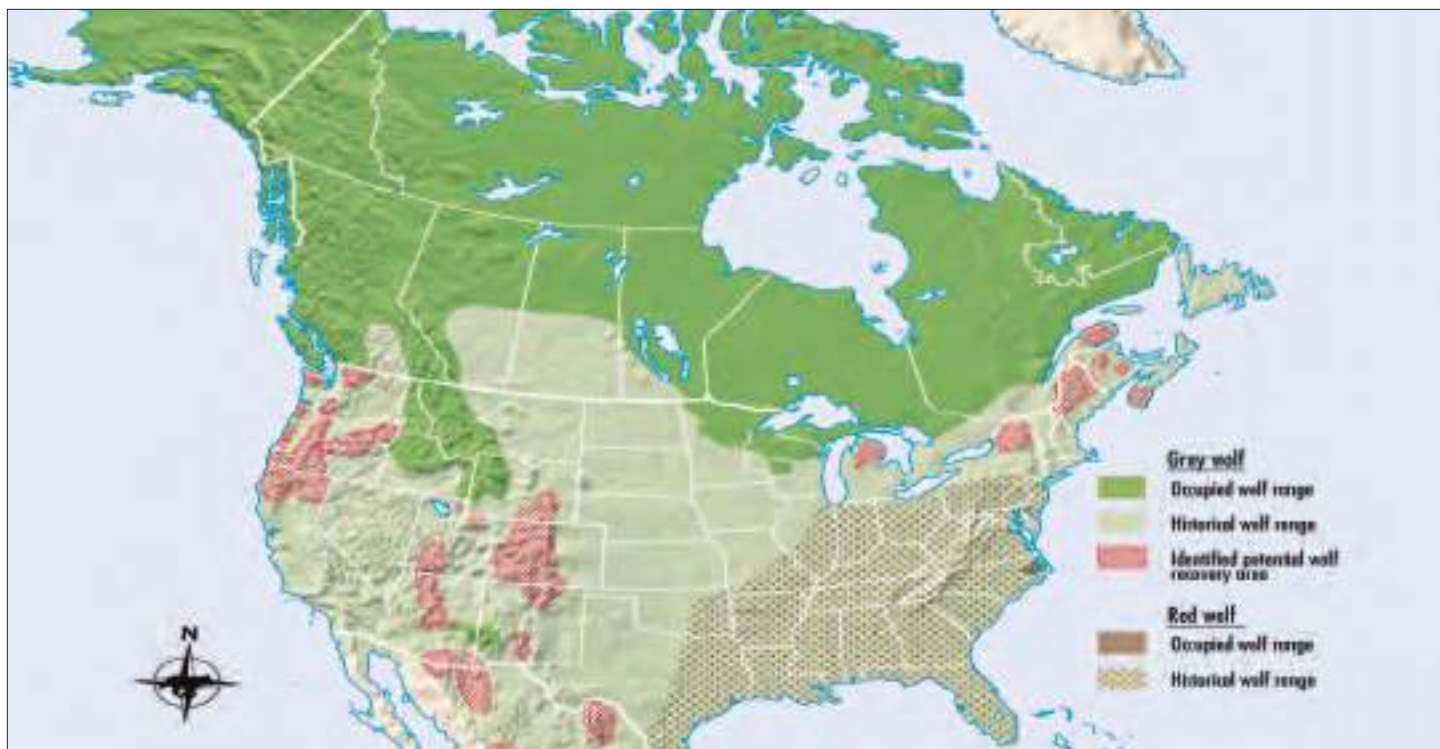 N
Gray wolf
Occupied wolf range
Historical wolf range
Identified potential wolf
recovery area
Red wolf
Occupied wolf range
Historical wolf range